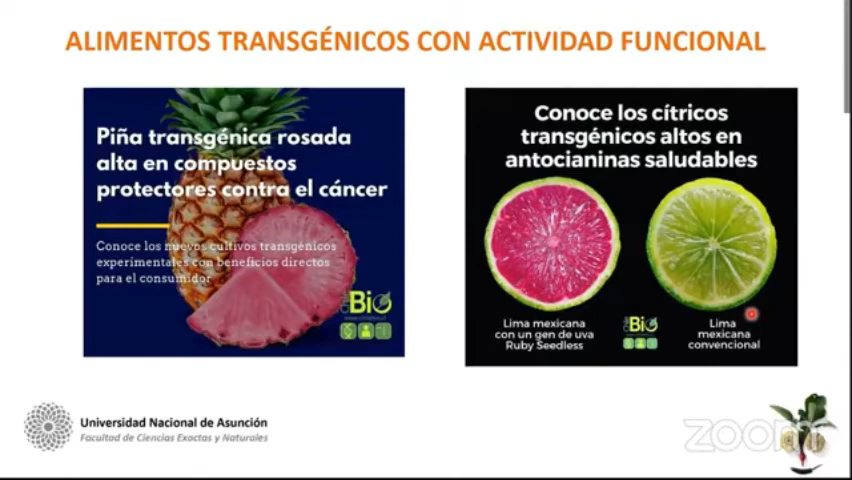 ALIMENTOS TRANSGÉNICOS CON ACTIVIDAD FUNCIONAL
Piña transgénica rosada
alta en compuestos
protectores contra el cáncer
Conoce los nuevos cultivos transgénicos
experimentales con beneficios directos
para el consumidor
Bio
Conoce los cítricos
transgénicos altos en
antocianinas saludables
Lima mexicana
con un gen de uva
Ruby Seedless
Bio
Lima
mexicana
convencional
Universidad Nacional de Asunción
Facultad de Ciencias Exactas y Naturales
zoom